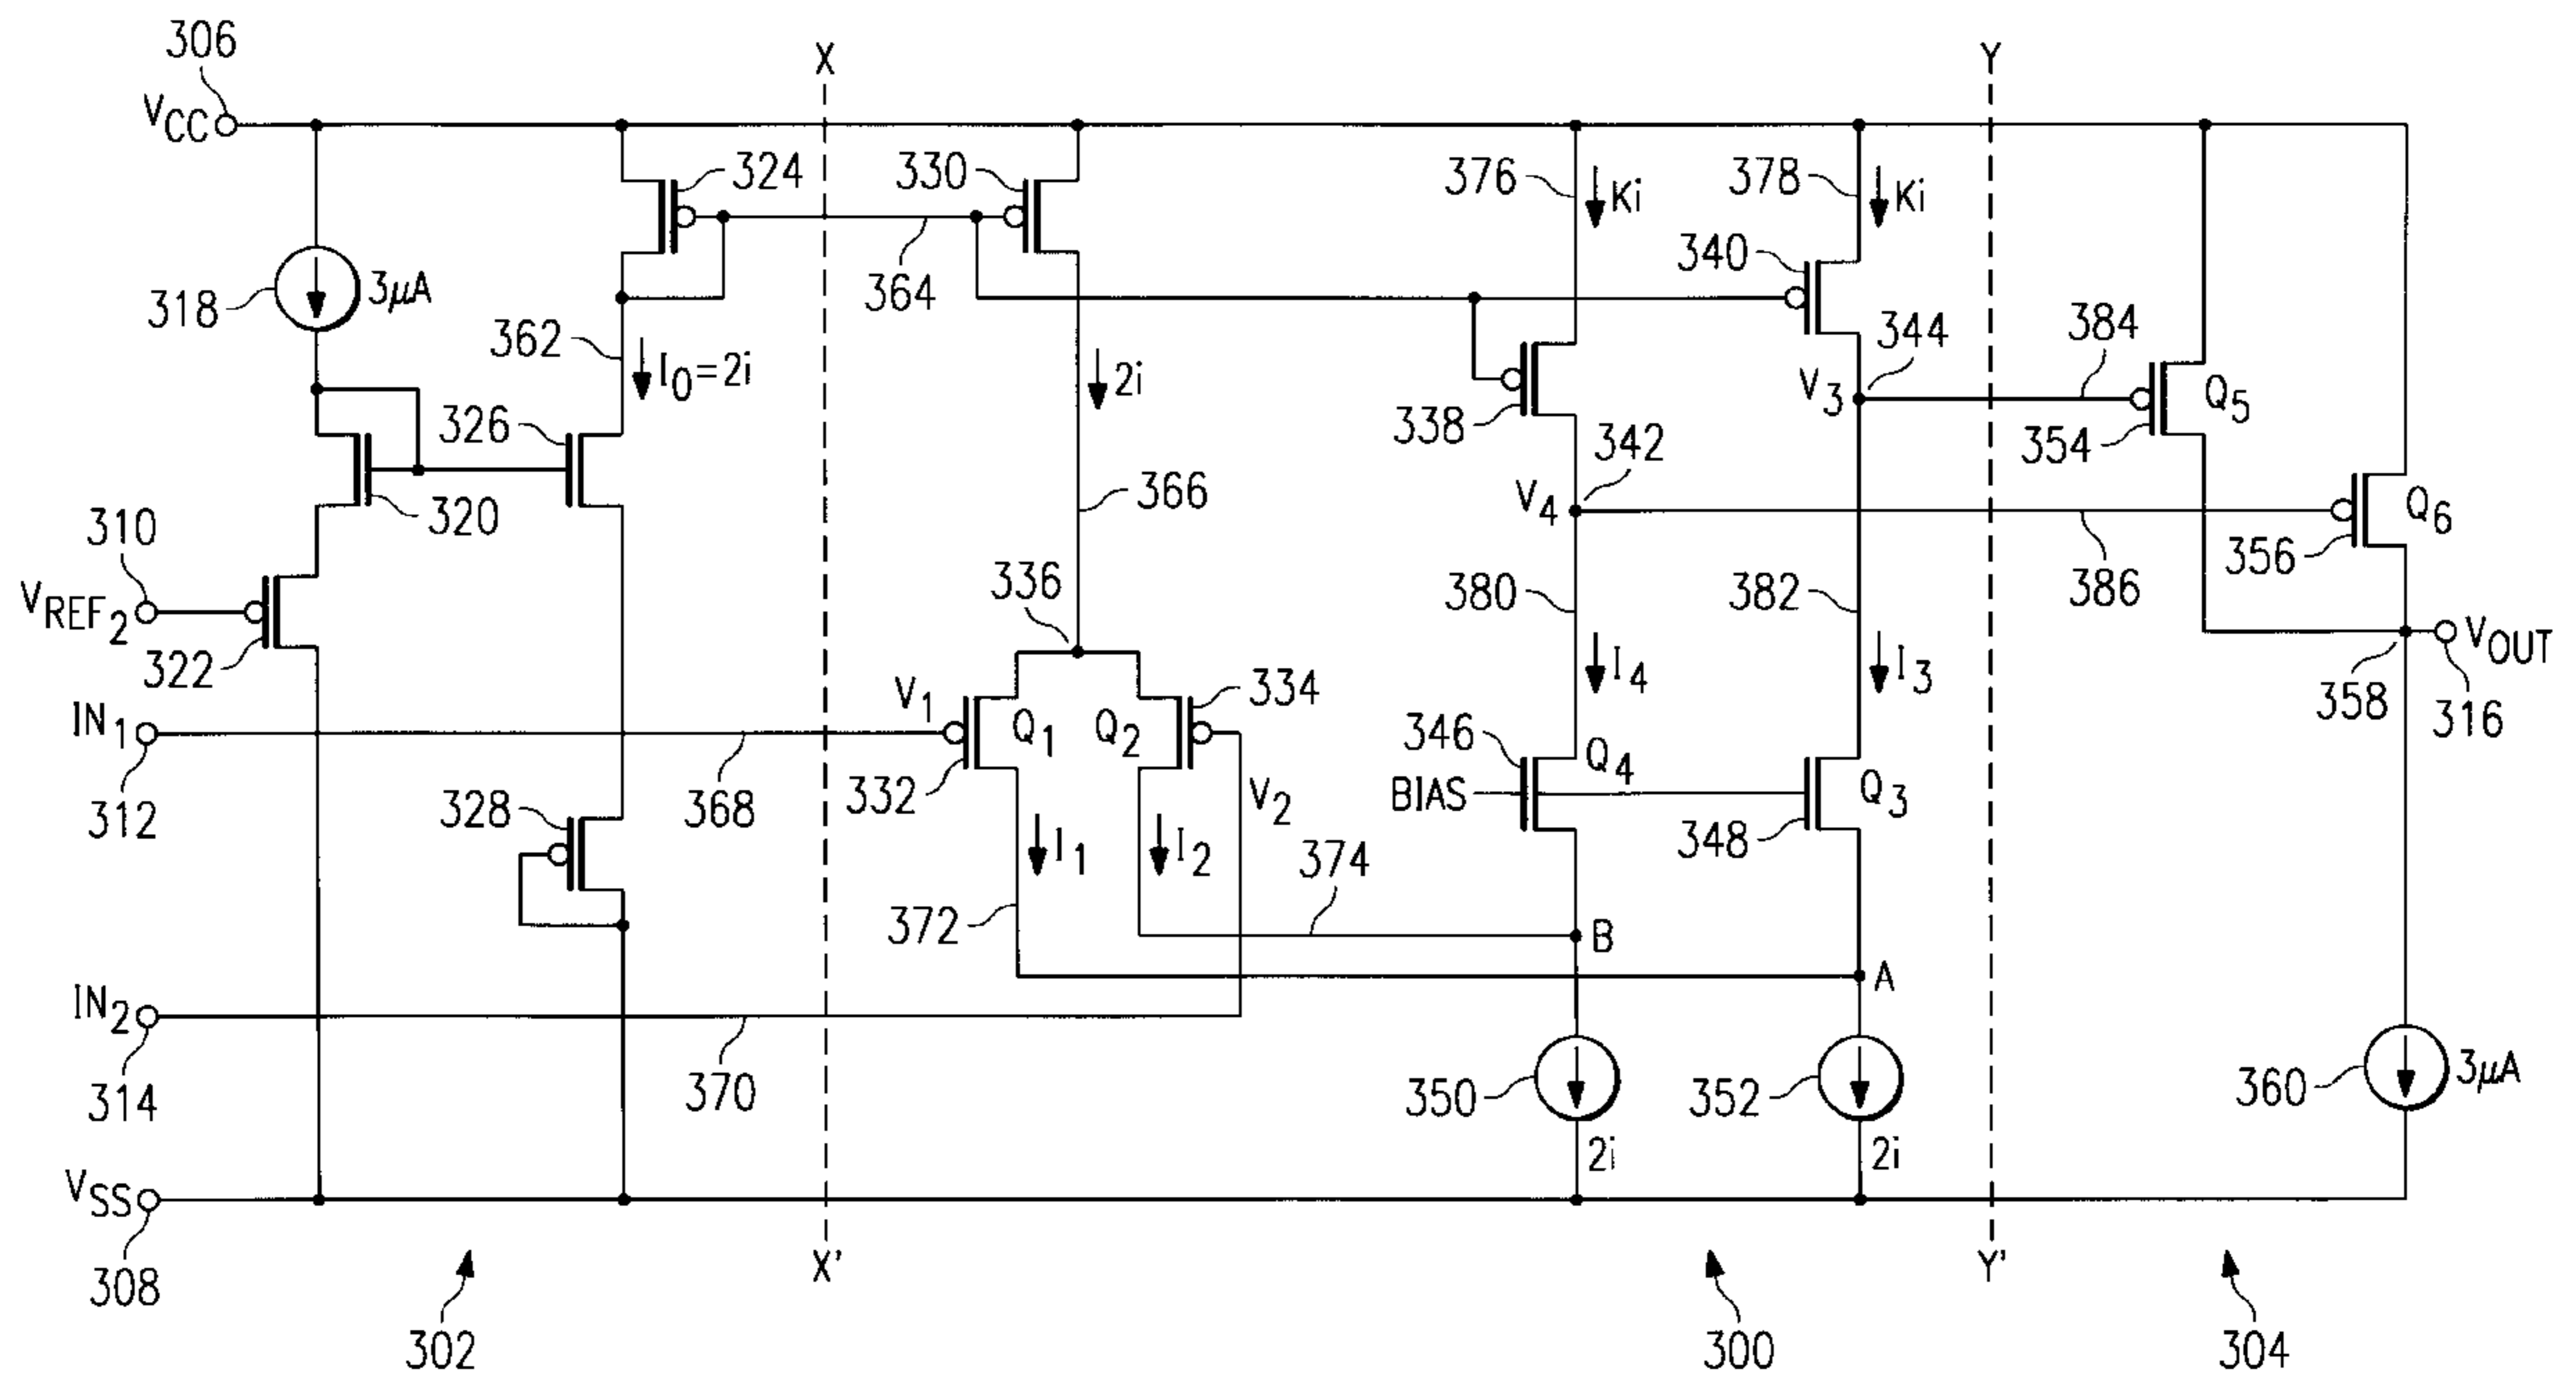 306
X
Y
VCC
324
330
376
Ki
378
Ki
340
318
3μA
364
362
I0=2i
2i
344
384
V3
Q5
326
338
354
342
320
366
V4
Q6
310
356
VREF2
336
380
382
386
322
334
I4
I3
VOUT
V1
358
316
IN1
Q1
Q2
346
Q4
312
368
332
V2
BIAS
Q3
328
I1
I2
374
348
372
B
A
IN2
314
370
350
352
360
3μA
2i
2i
VSS
308
X'
Y'
302
300
304